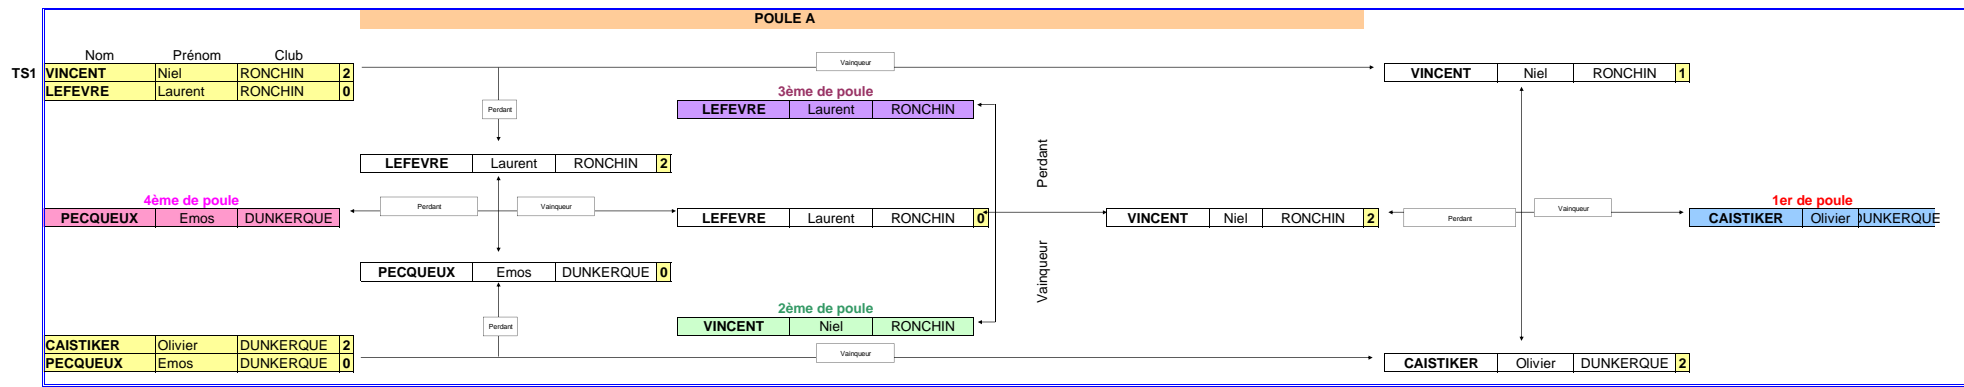 POULE A
Nom Prénom Club
TS1 VINCENT Niel RONCHIN 2
LEFEVRE Laurent RONCHIN 0
Vainqueur
VINCENT Niel RONCHIN 1
Perdant
3ème de poule
LEFEVRE Laurent RONCHIN
LEFEVRE Laurent RONCHIN 2
Perdant
4ème de poule
PECQUEUX Emos DUNKERQUE
Perdant
Vainqueur
LEFEVRE Laurent RONCHIN 0
VINCENT Niel RONCHIN 2
Perdant
Vainqueur
1er de poule
CAISTIKER Olivier DUNKERQUE
PECQUEUX Emos DUNKERQUE 0
Vainqueur
2ème de poule
VINCENT Niel RONCHIN
Perdant
CAISTIKER Olivier DUNKERQUE 2
PECQUEUX Emos DUNKERQUE 0
Vainqueur
CAISTIKER Olivier DUNKERQUE 2